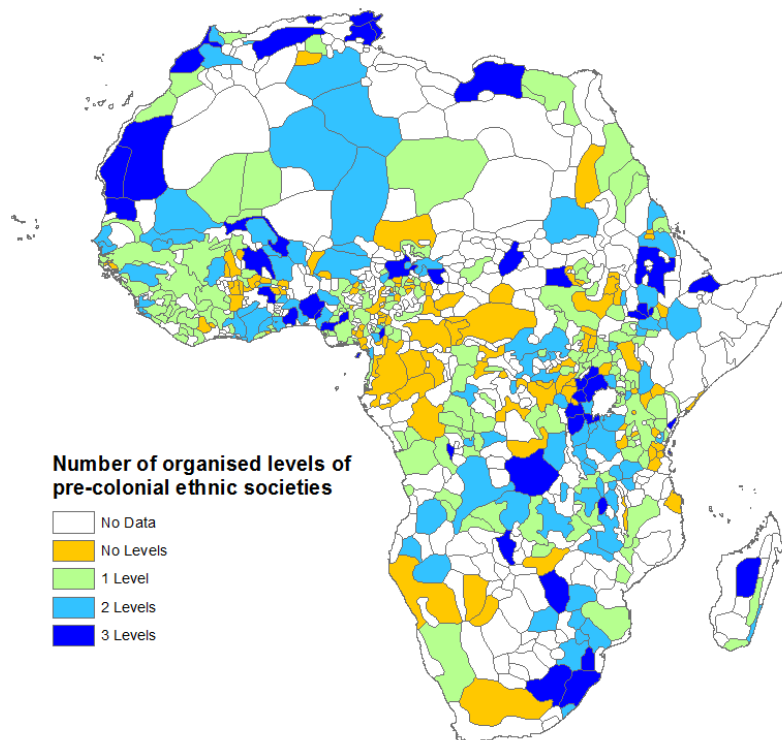 Number of organised levels of
pre-colonial ethnic societies
No Data
No Levels
1 Level
2 Levels
3 Levels